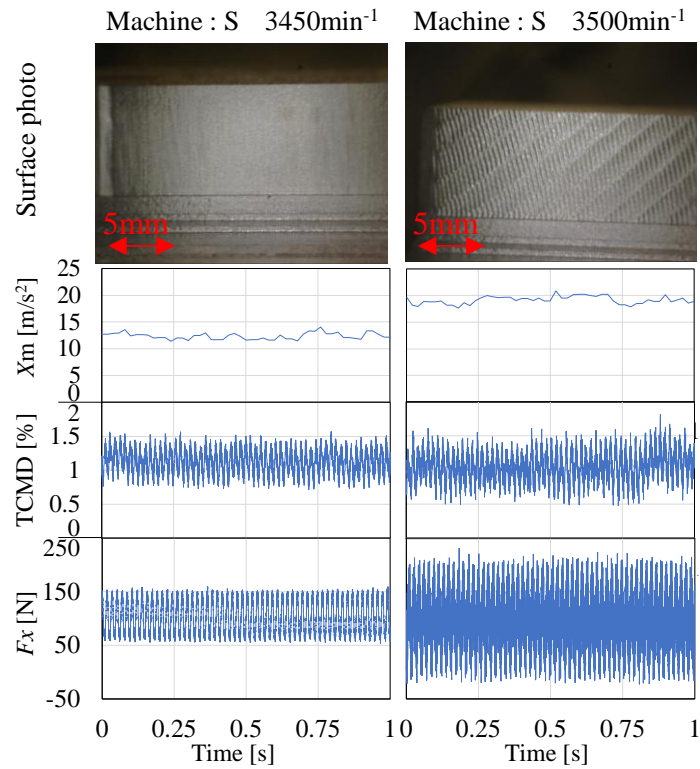 Machine : S 3450min⁻¹ Machine : S 3500min⁻¹
Surface photo
5mm 5mm
Xm [m/s²]
25
20
15
10
5
0
TCMD [%]
2
1.5
1
0.5
0
Fx [N]
250
150
50
-50
0 0.25 0.5 0.75 1 0 0.25 0.5 0.75 1
Time [s] Time [s]